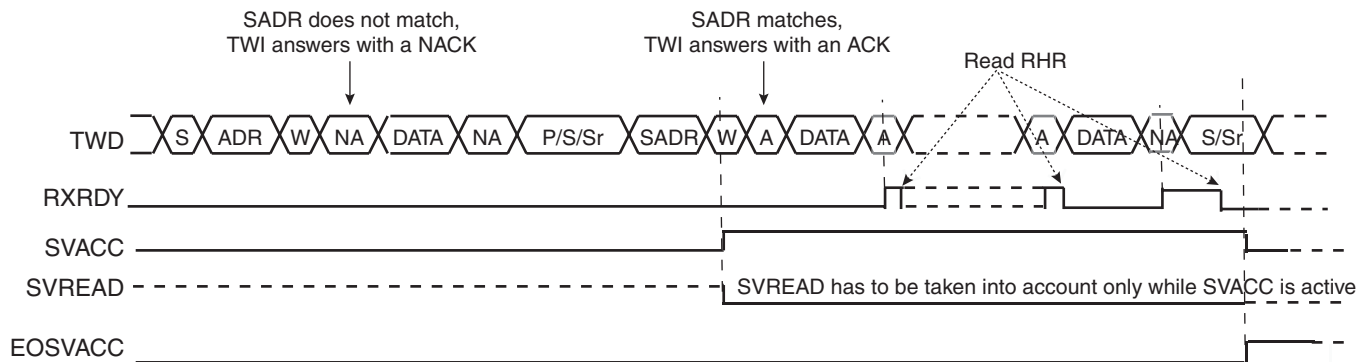 SADR does not match,
TWI answers with a NACK
SADR matches,
TWI answers with an ACK
Read RHR
TWD S ADR W NA DATA NA P/S/Sr SADR W A DATA A A DATA NA S/Sr
RXRDY
SVACC
SVREAD SVREAD has to be taken into account only while SVACC is active
EOSVACC